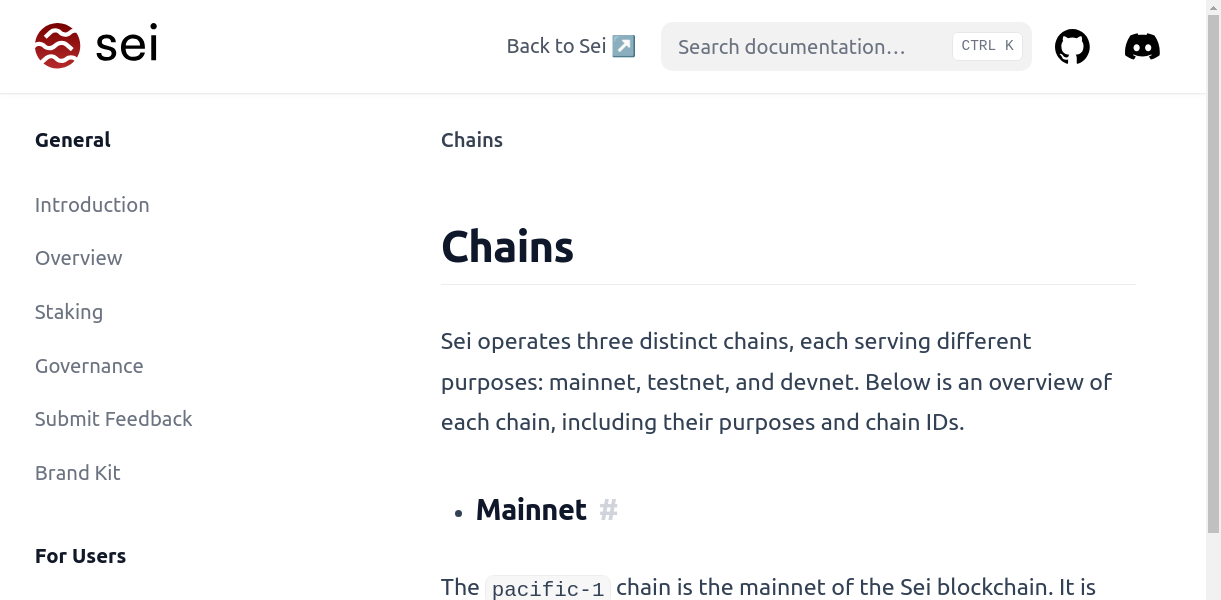 sei
Back to Sei ↗
Search documentation…
CTRL K
General
Introduction
Overview
Staking
Governance
Submit Feedback
Brand Kit
For Users
Chains
Chains
Sei operates three distinct chains, each serving different
purposes: mainnet, testnet, and devnet. Below is an overview of
each chain, including their purposes and chain IDs.
• Mainnet #
The pacific-1 chain is the mainnet of the Sei blockchain. It is